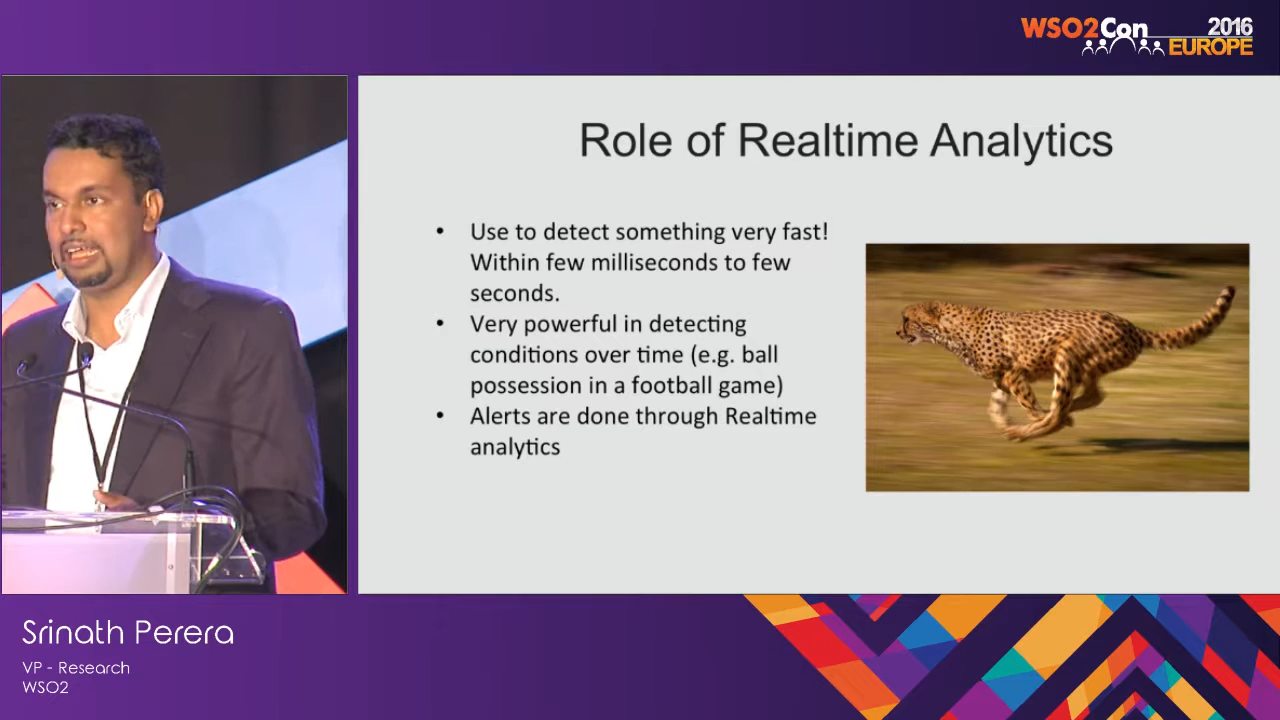 WSO2Con 2016
EUROPE
Role of Realtime Analytics
• Use to detect something very fast!
Within few milliseconds to few
seconds.
• Very powerful in detecting
conditions over time (e.g. ball
possession in a football game)
• Alerts are done through Realtime
analytics
Srinath Perera
VP - Research
WSO2